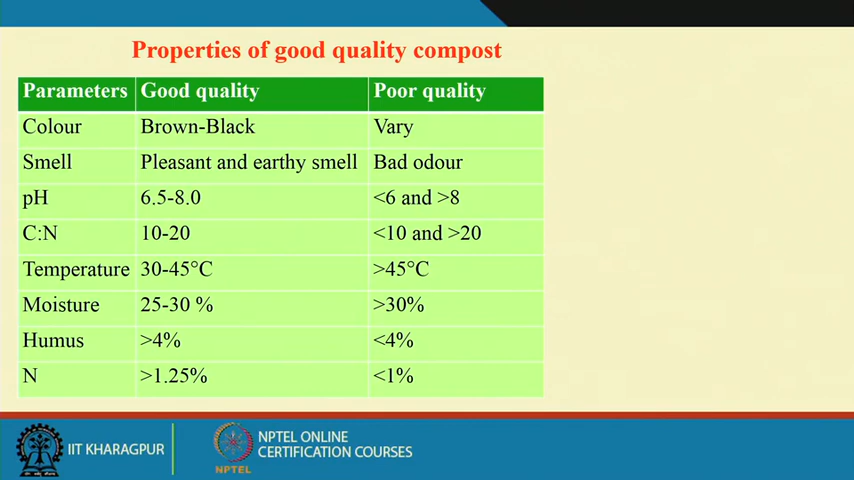 Properties of good quality compost
Parameters Good quality Poor quality
Colour Brown-Black Vary
Smell Pleasant and earthy smell Bad odour
pH 6.5-8.0 <6 and >8
C:N 10-20 <10 and >20
Temperature 30-45°C >45°C
Moisture 25-30 % >30%
Humus >4% <4%
N >1.25% <1%
IIT KHARAGPUR
NPTEL
NPTEL ONLINE
CERTIFICATION COURSES